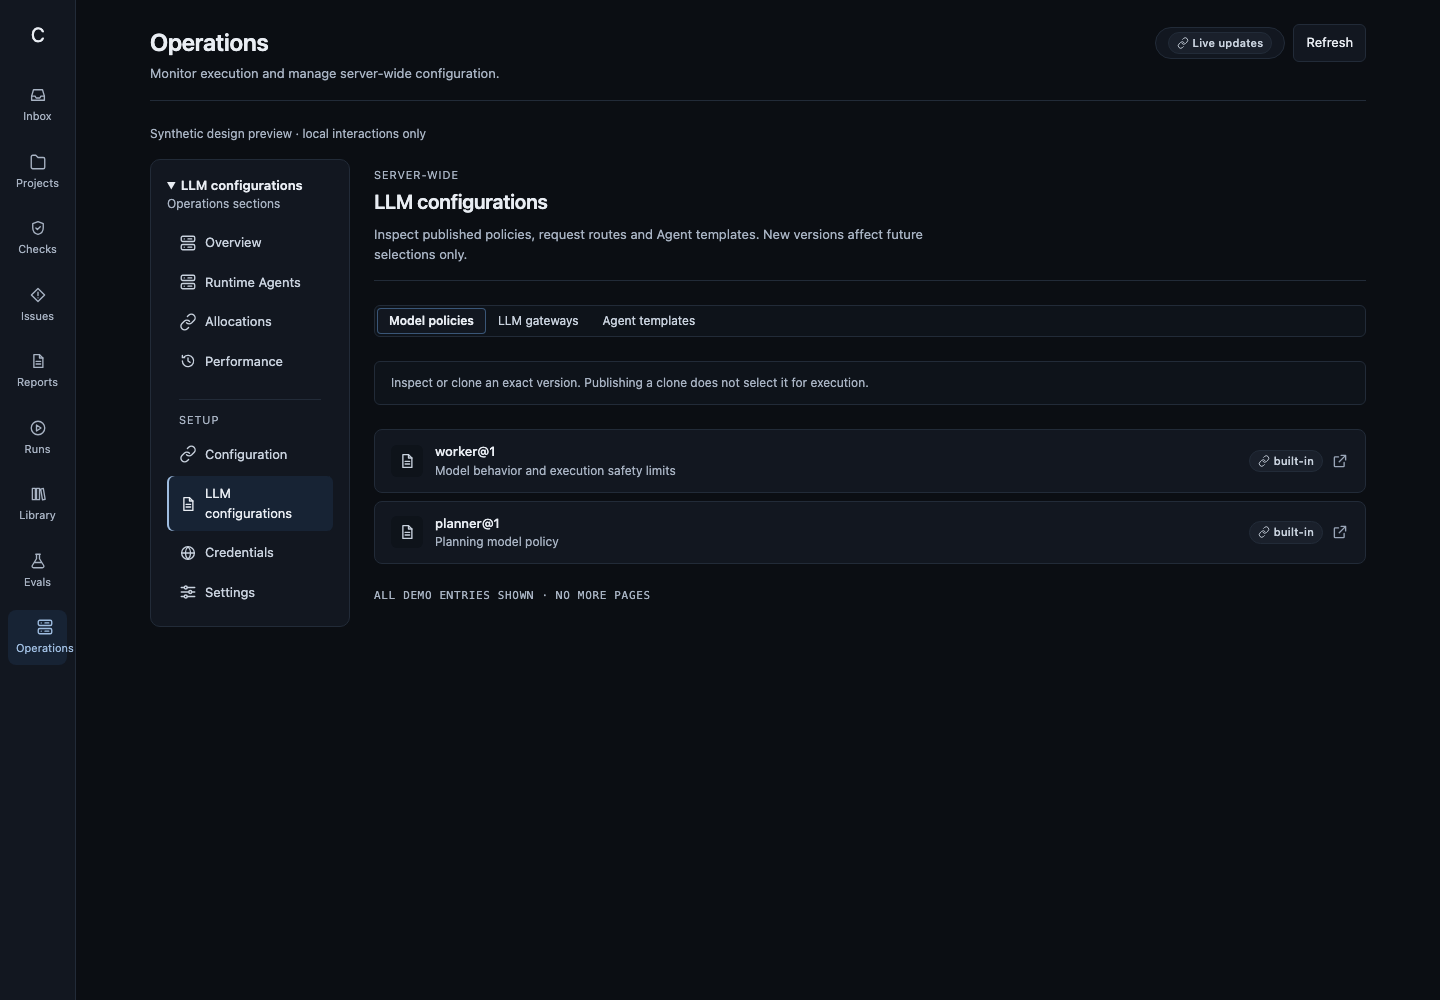 C
Inbox
Projects
Checks
Issues
Reports
Runs
Library
Evals
Operations
Operations
Monitor execution and manage server-wide configuration.
Live updates
Refresh
Synthetic design preview · local interactions only
▼ LLM configurations
Operations sections
Overview
Runtime Agents
Allocations
Performance
SETUP
Configuration
LLM
configurations
Credentials
Settings
SERVER-WIDE
LLM configurations
Inspect published policies, request routes and Agent templates. New versions affect future
selections only.
Model policies LLM gateways Agent templates
Inspect or clone an exact version. Publishing a clone does not select it for execution.
worker@1
Model behavior and execution safety limits
built-in
planner@1
Planning model policy
built-in
ALL DEMO ENTRIES SHOWN · NO MORE PAGES